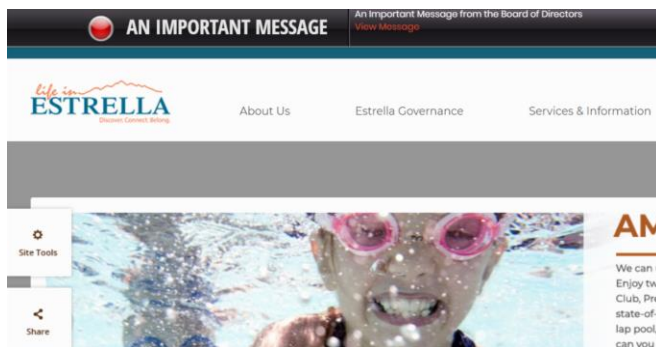 An Important Message from the Board of Directors
AN IMPORTANT MESSAGE
View Message
life in
ESTRELLA
Discover. Connect. Belong.
About Us
Estrella Governance
Services & Information
Site Tools
Share
AM
We can
Enjoy tw
Club, Pre
state-of-
lap pool,
can you